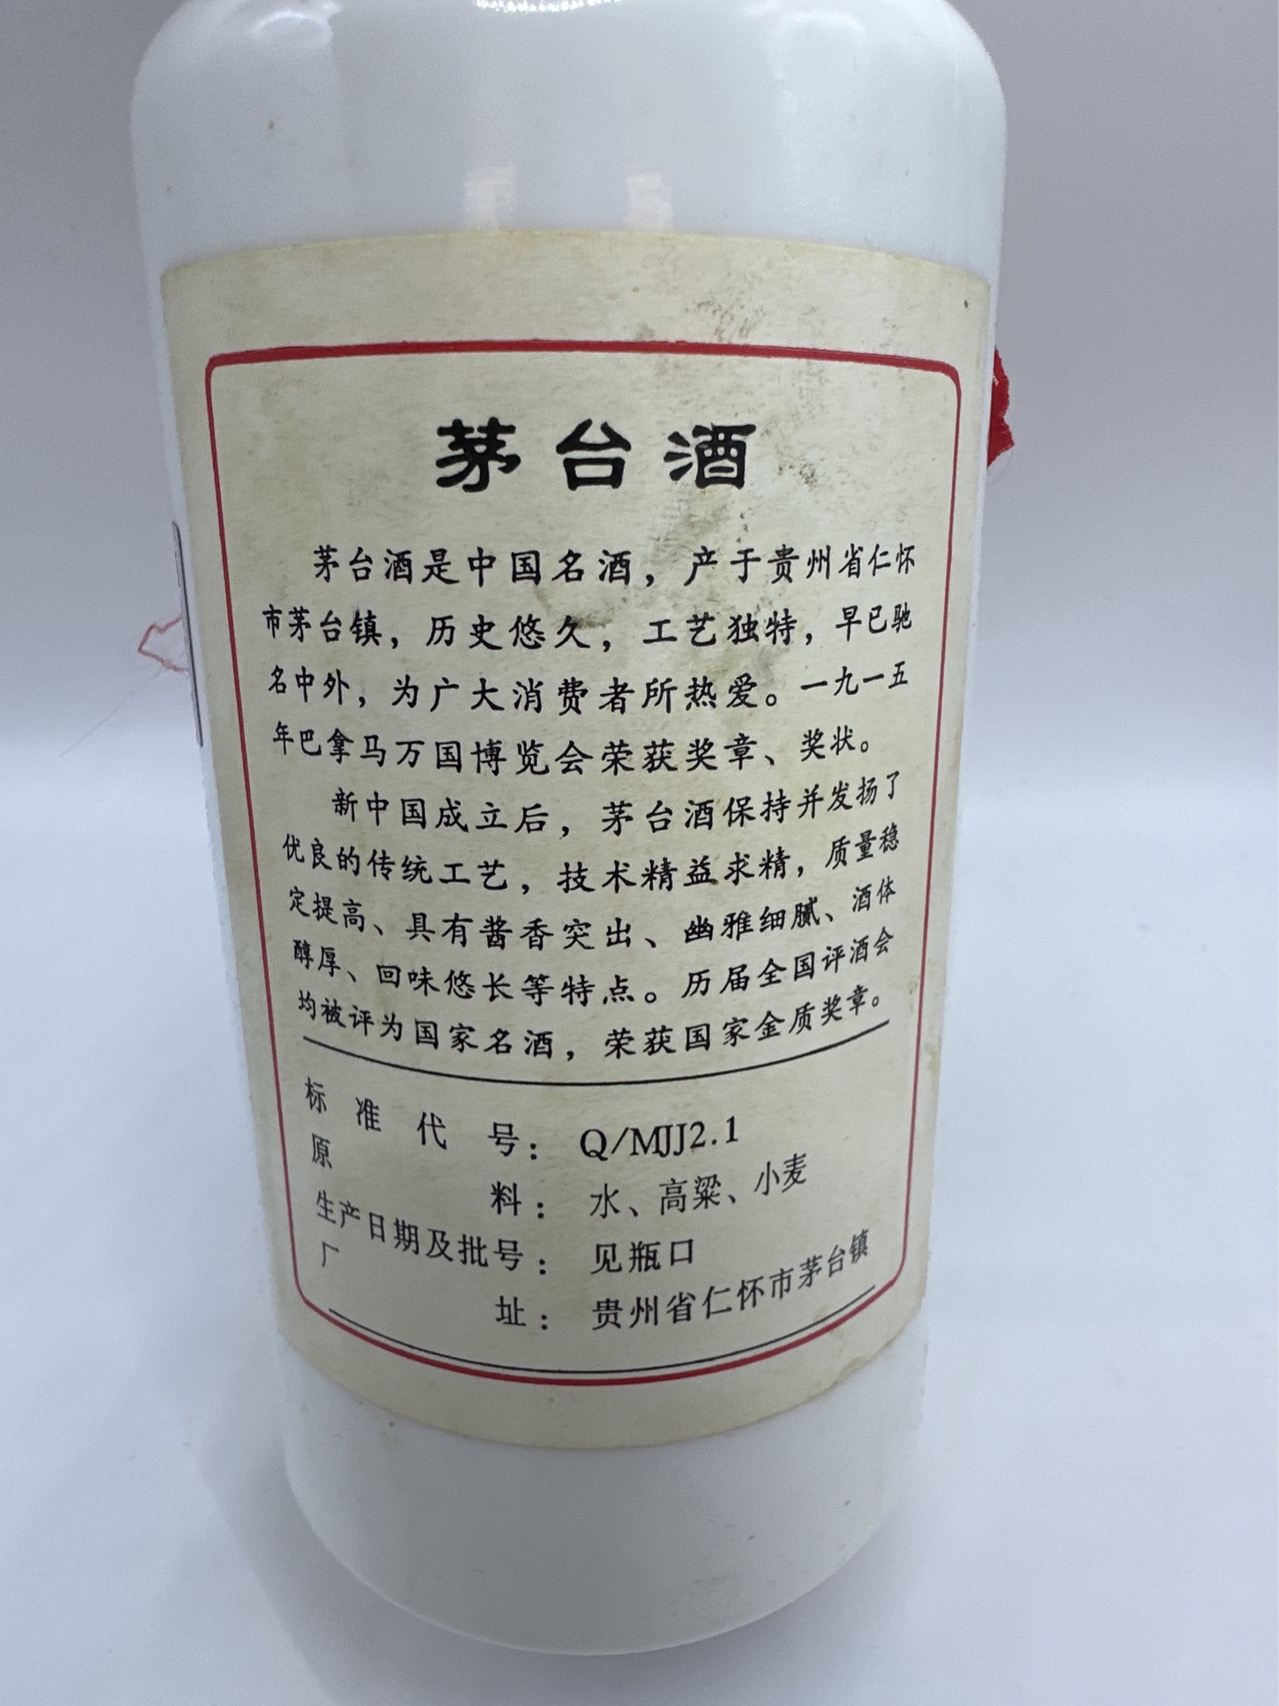 茅台酒
茅台酒是中国名酒，产于贵州省仁怀
市茅台镇，历史悠久，工艺独特，早已驰
名中外，为广大消费者所热爱。一九一五
年巴拿马万国博览会荣获奖章、奖状。
新中国成立后，茅台酒保持并发扬了
优良的传统工艺，技术精益求精，质量稳
定提高、具有酱香突出、幽雅细腻、酒体
醇厚、回味悠长等特点。历届全国评酒会
均被评为国家名酒，荣获国家金质奖章。
标准代号：Q/MJJ2.1
原料：水、高粱、小麦
生产日期及批号：见瓶口
厂址：贵州省仁怀市茅台镇